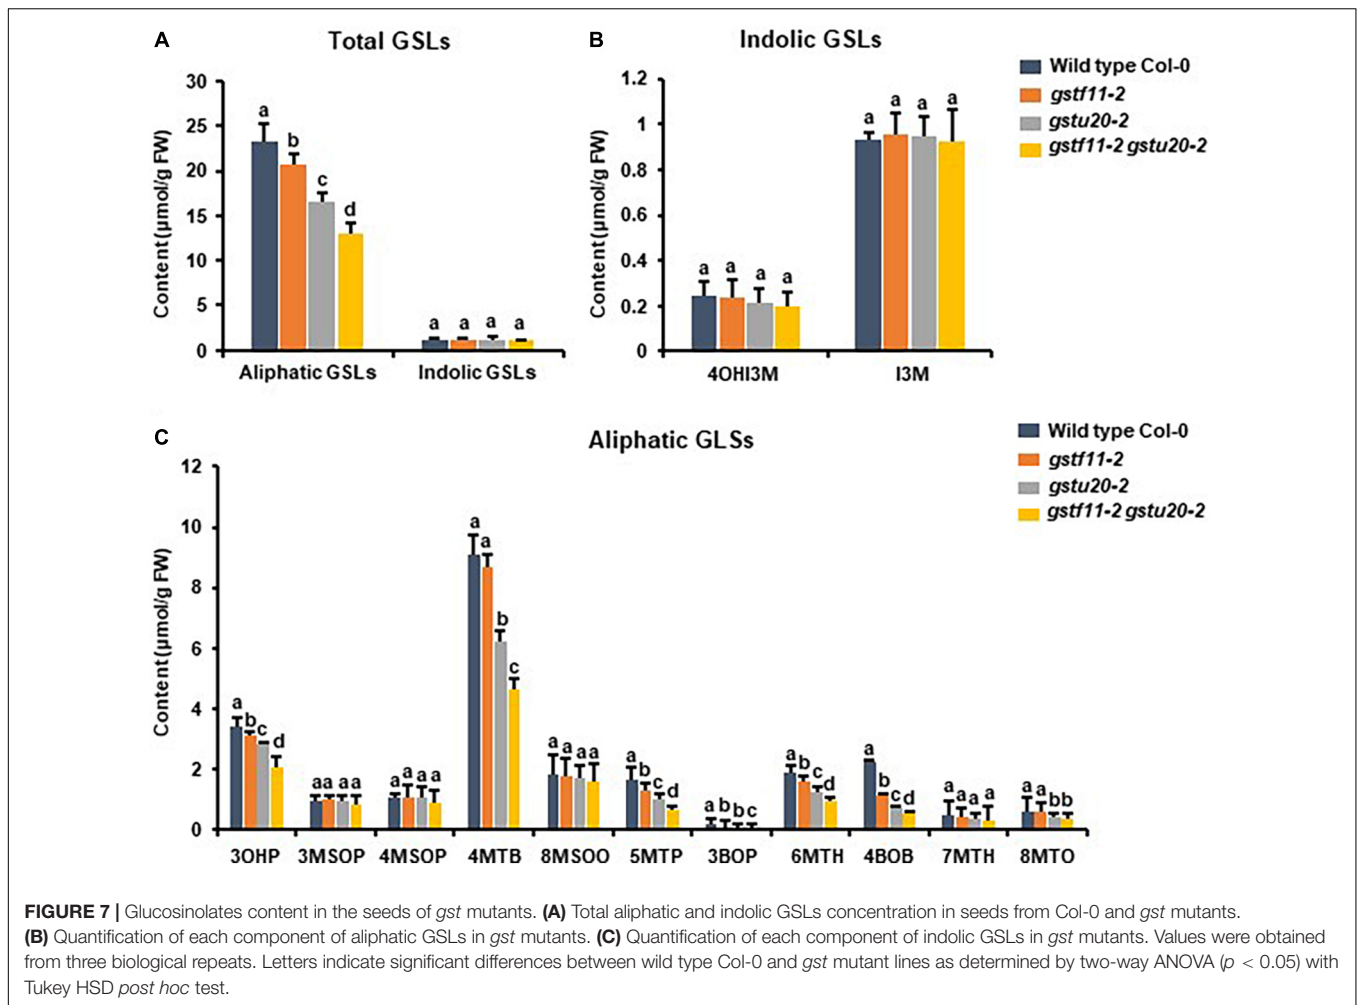 A
Total GSLs
Content (µmol/g FW)
30
25
20
15
10
5
0
a
b
c
d
a
a
a
a
Aliphatic GSLs
Indolic GSLs
B
Indolic GSLs
Content (µmol/g FW)
1.2
1
0.8
0.6
0.4
0.2
0
a
a
a
a
a
a
a
a
4OHI3M
I3M
Wild type Col-0
gstf11-2
gstu20-2
gstf11-2 gstu20-2
C
Aliphatic GLSs
Content (µmol/g FW)
12
10
8
6
4
2
0
a
b
c
d
a
a
a
a
a
a
a
a
a
a
b
c
a
a
a
a
a
b
c
d
a
b
b
c
a
b
c
d
a
b
c
d
a
a
a
a
a
a
b
b
3OHP
3MSOP
4MSOP
4MTB
8MSOO
5MTP
3BOP
6MTH
4BOB
7MTH
8MTO
Wild type Col-0
gstf11-2
gstu20-2
gstf11-2 gstu20-2
FIGURE 7 | Glucosinolates content in the seeds of gst mutants. (A) Total aliphatic and indolic GSLs concentration in seeds from Col-0 and gst mutants.
(B) Quantification of each component of aliphatic GSLs in gst mutants. (C) Quantification of each component of indolic GSLs in gst mutants. Values were obtained
from three biological repeats. Letters indicate significant differences between wild type Col-0 and gst mutant lines as determined by two-way ANOVA (p < 0.05) with
Tukey HSD post hoc test.